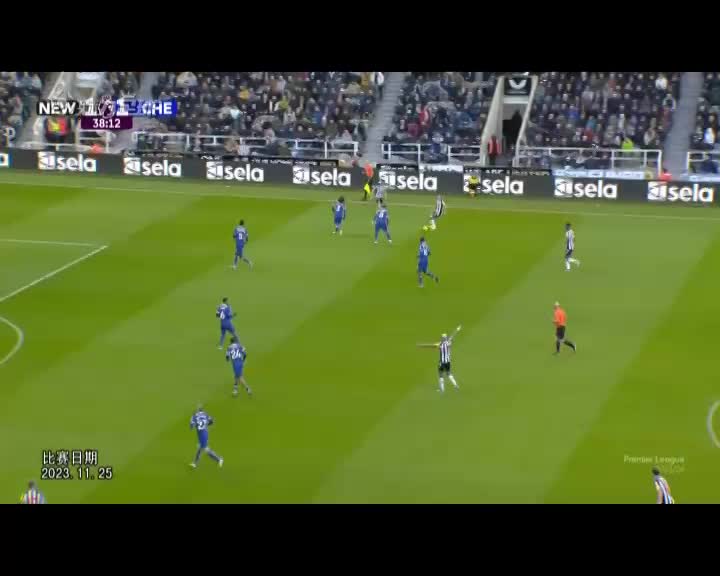 NEW 1 1 CHE
38:12
sela sela sela sela sela sela sela sela
24
比赛日期
2023.11.25
Premier League